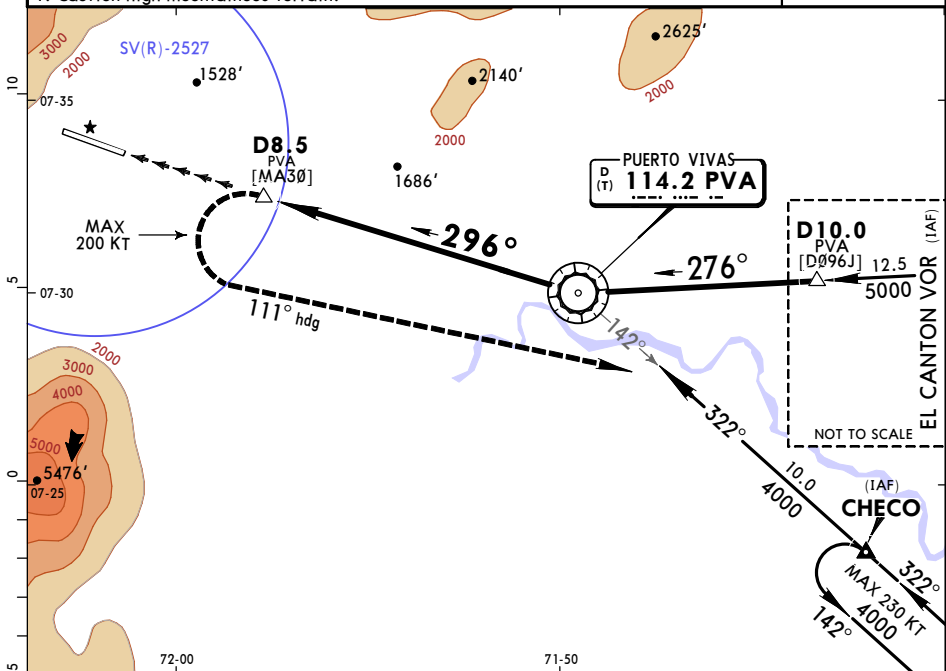 3000
2000
SV(R)-2527
1528'
2140'
2000
2625'
2000
10
07-35
D8.5
PVA
[MA3Ø]
1686'
PUERTO VIVAS
D
(T)
114.2 PVA
MAX
200 KT
296°
276°
D10.0
PVA
[DØ96J]
12.5
5000
EL CANTON VOR (IAF)
5
07-30
111° hdg
142°
2000
3000
4000
5000
5476'
07-25
0
322°
NOT TO SCALE
10.0
4000
(IAF)
CHECO
322°
MAX 230 KT
4000
142°
5
72-00
71-50